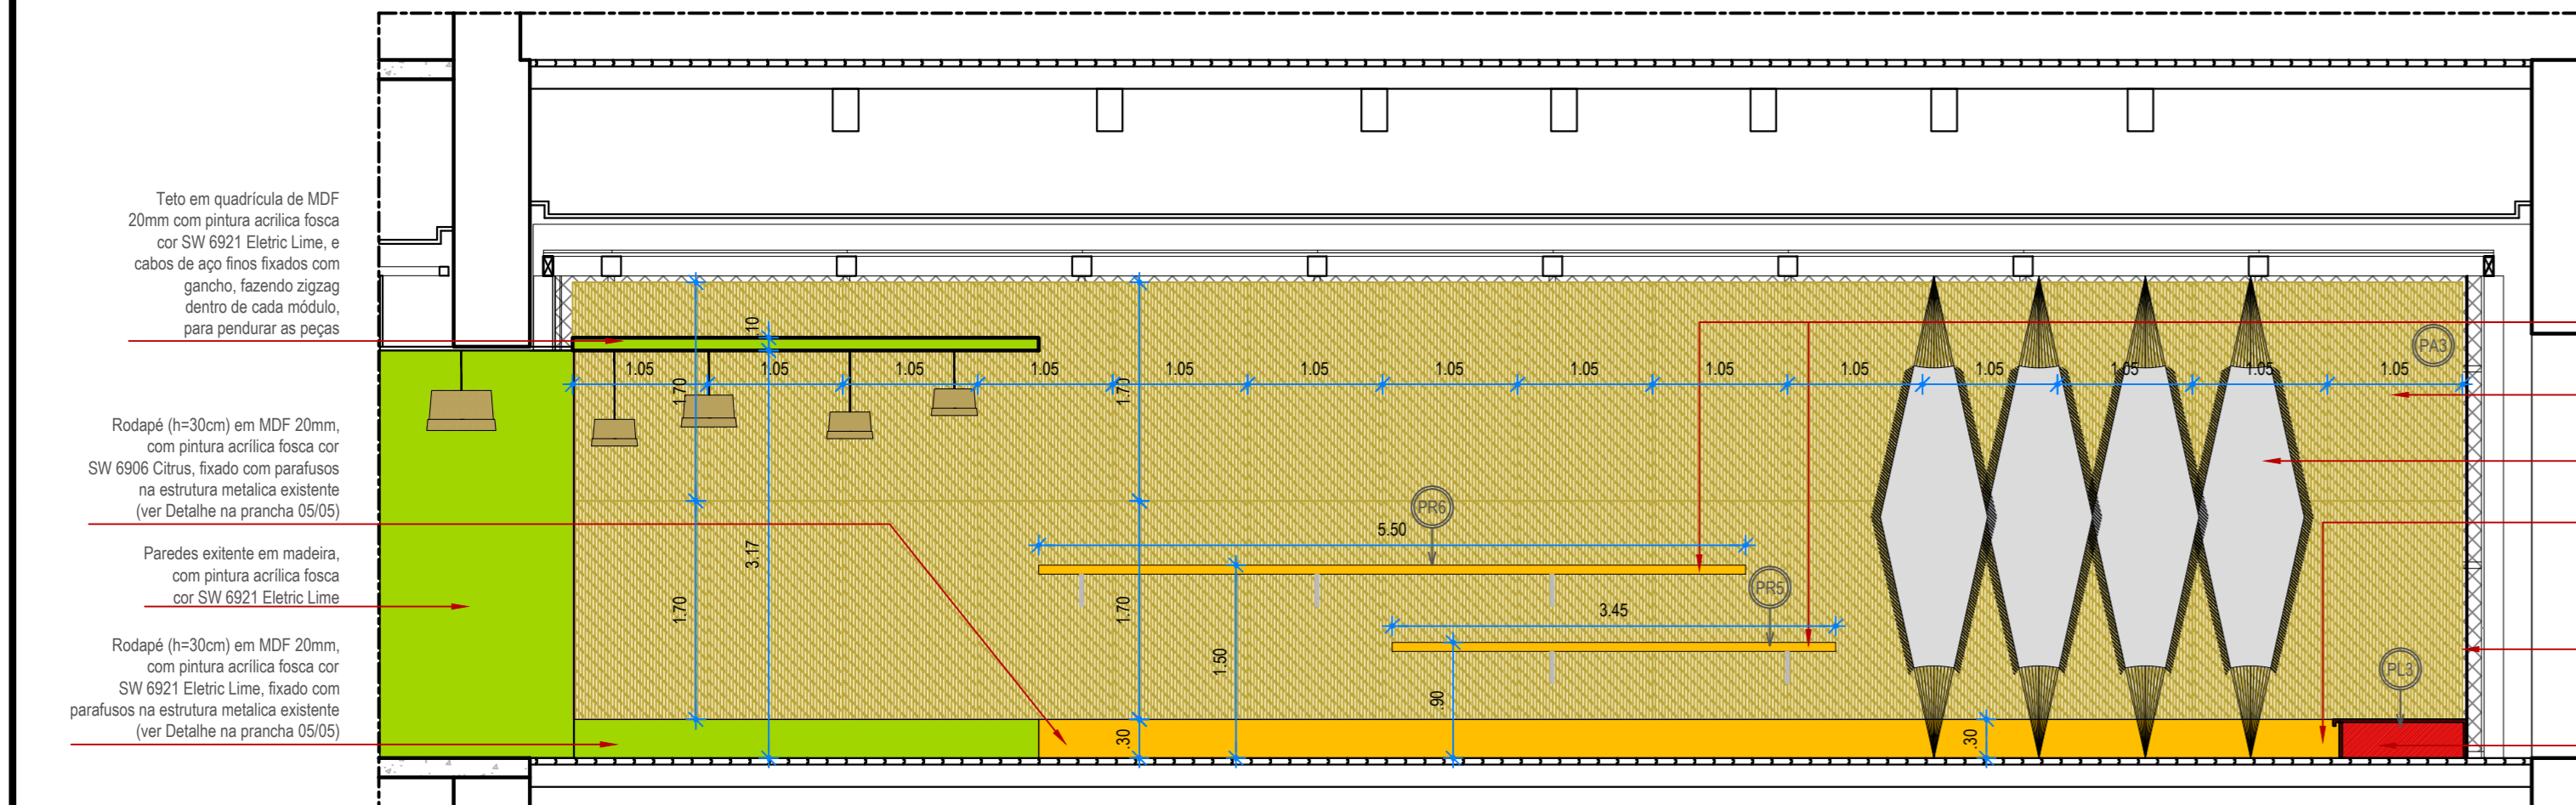 Teto em quadrícula de MDF
20mm com pintura acrilica fosca
cor SW 6921 Eletric Lime, e
cabos de aço finos fixados com
gancho, fazendo zigzag
dentro de cada módulo,
para pendurar as peças
Rodapé (h=30cm) em MDF 20mm,
com pintura acrílica fosca cor
SW 6906 Citrus, fixado com parafusos
na estrutura metalica existente
(ver Detalhe na prancha 05/05)
Paredes exitente em madeira,
com pintura acrílica fosca
cor SW 6921 Eletric Lime
Rodapé (h=30cm) em MDF 20mm,
com pintura acrílica fosca cor
SW 6921 Eletric Lime, fixado com
parafusos na estrutura metalica existente
(ver Detalhe na prancha 05/05)
.10
PA3
1.05 1.05 1.05 1.05 1.05 1.05 1.05 1.05 1.05 1.05 1.05 1.05 1.05 1.05
1.70
1.70
PR6
5.50
3.17
PR5
1.70
1.70
3.45
1.50
.90
PL3
.30
.30